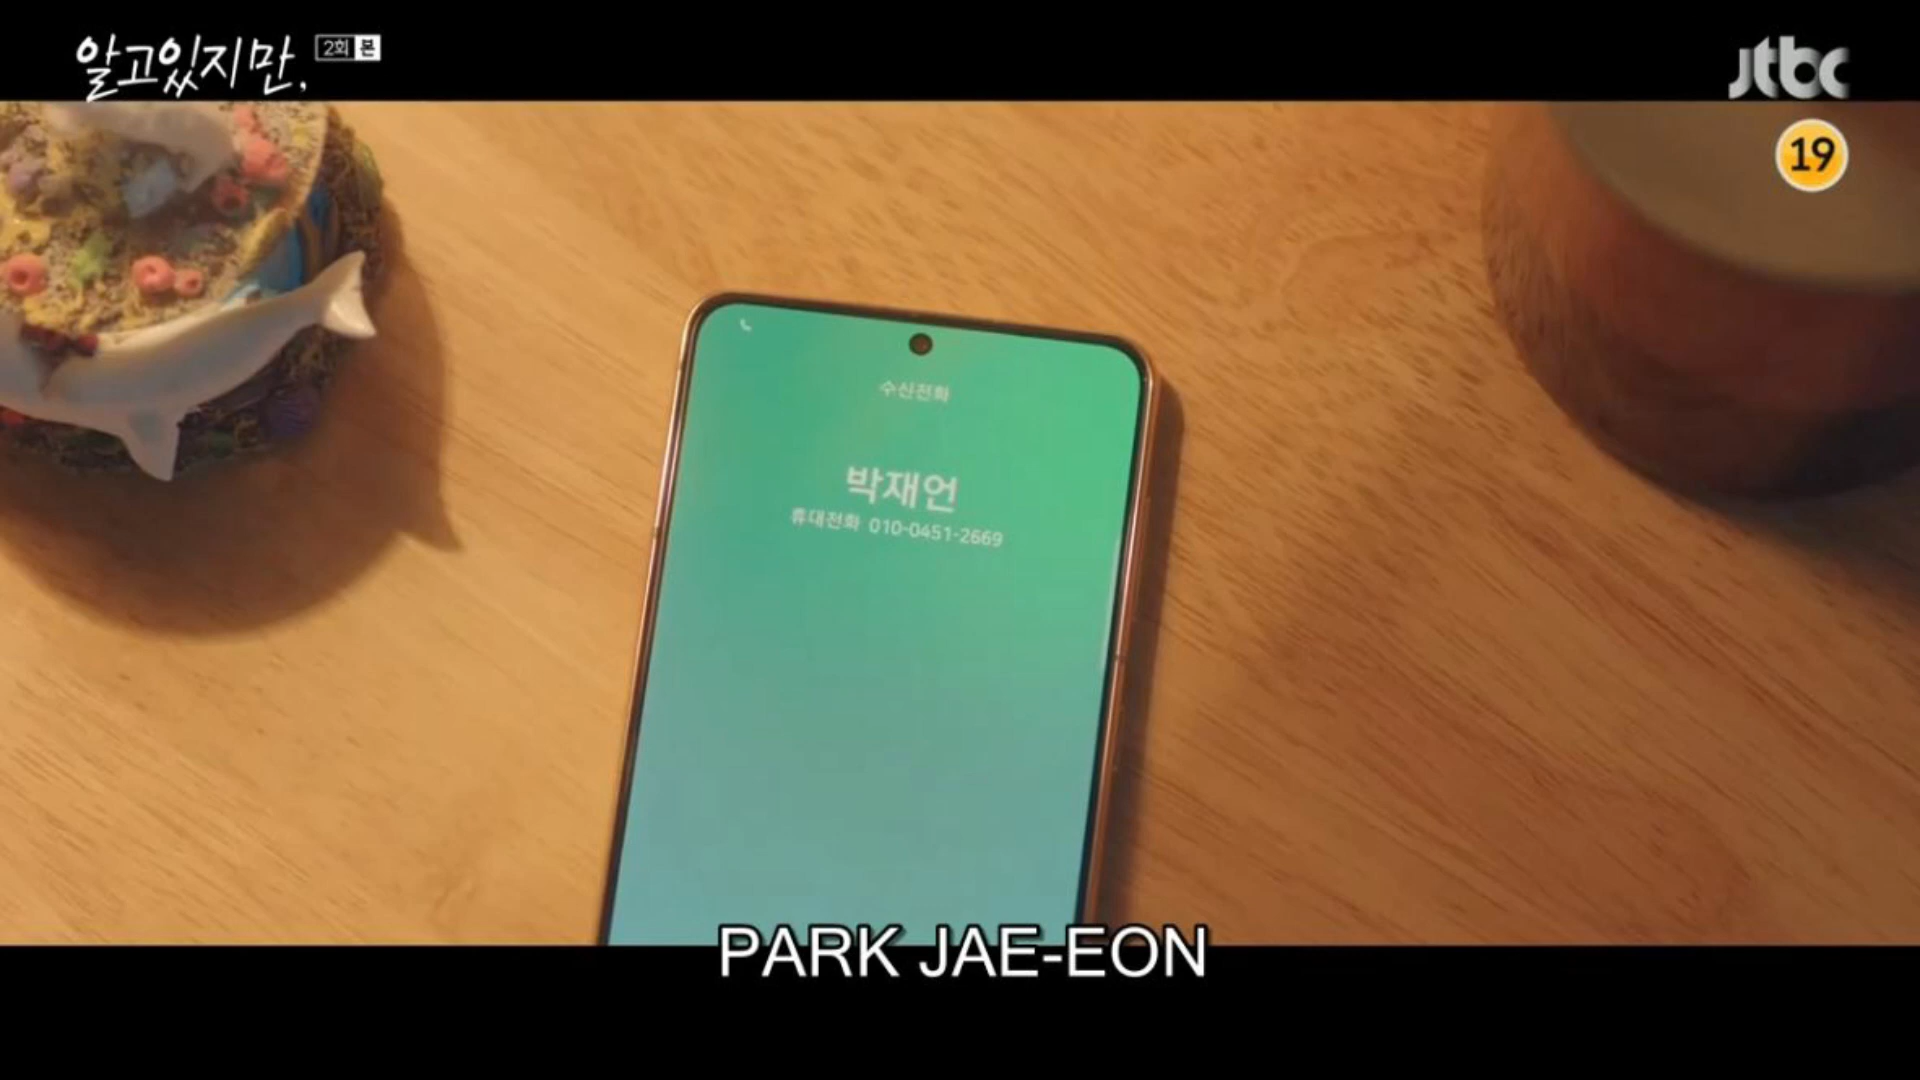 알고있지만,
2회 본
jtbc
19
수신전화
박재언
휴대전화 010-0451-2669
PARK JAE-EON